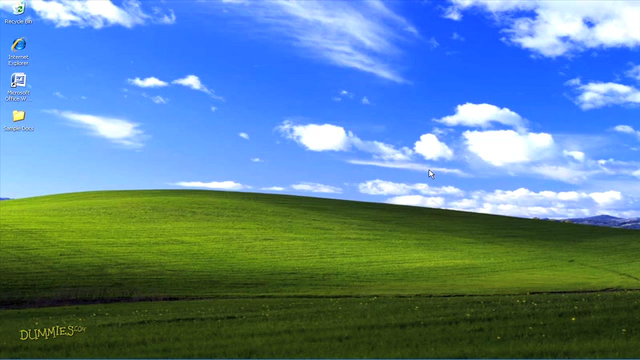 Recycle Bin
Internet
Explorer
Microsoft
Office W...
Sample Docs
DUMMIES.COM